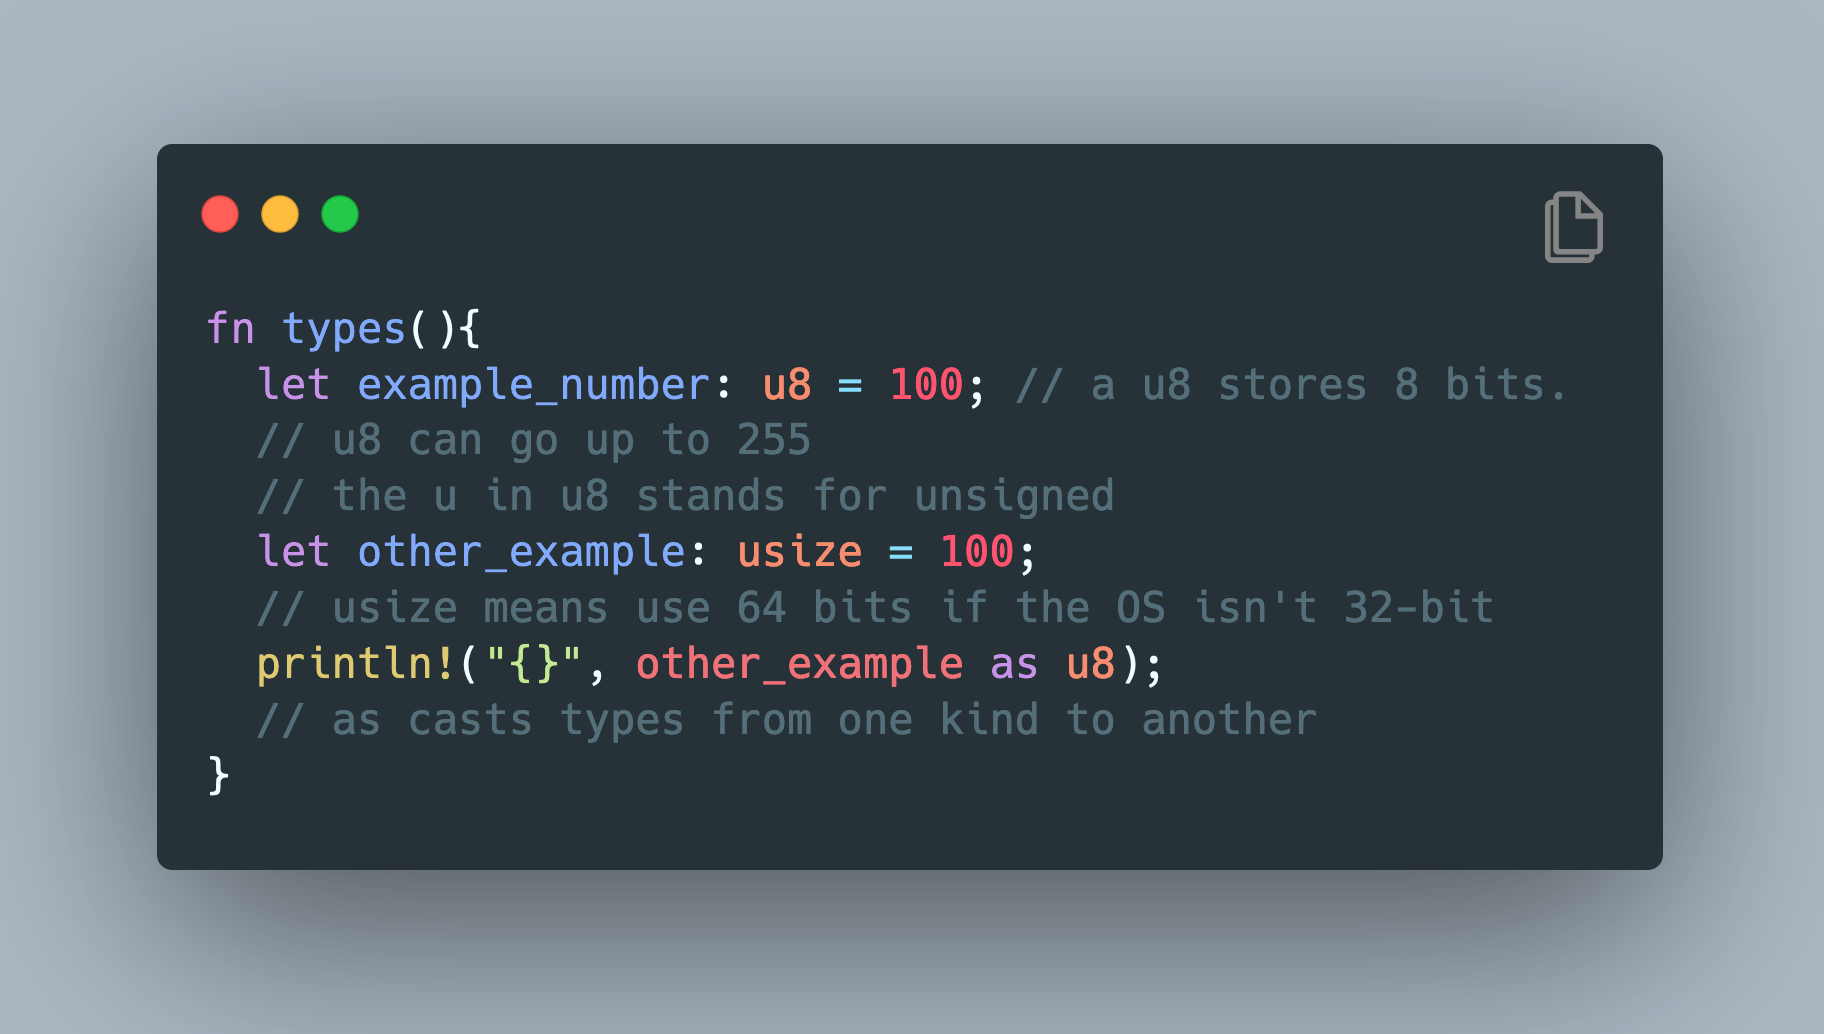 fn types(){
  let example_number: u8 = 100; // a u8 stores 8 bits.
  // u8 can go up to 255
  // the u in u8 stands for unsigned
  let other_example: usize = 100;
  // usize means use 64 bits if the OS isn't 32-bit
  println!("{}", other_example as u8);
  // as casts types from one kind to another
}